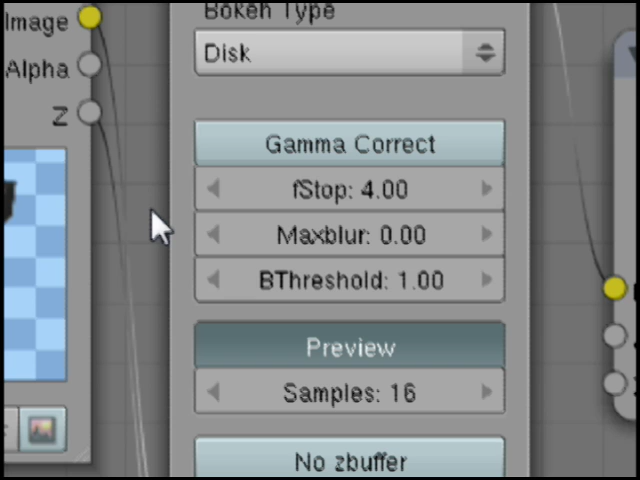 Image
Alpha
Z
Bokeh Type
Disk
Gamma Correct
fStop: 4.00
Maxblur: 0.00
BThreshold: 1.00
Preview
Samples: 16
No zbuffer